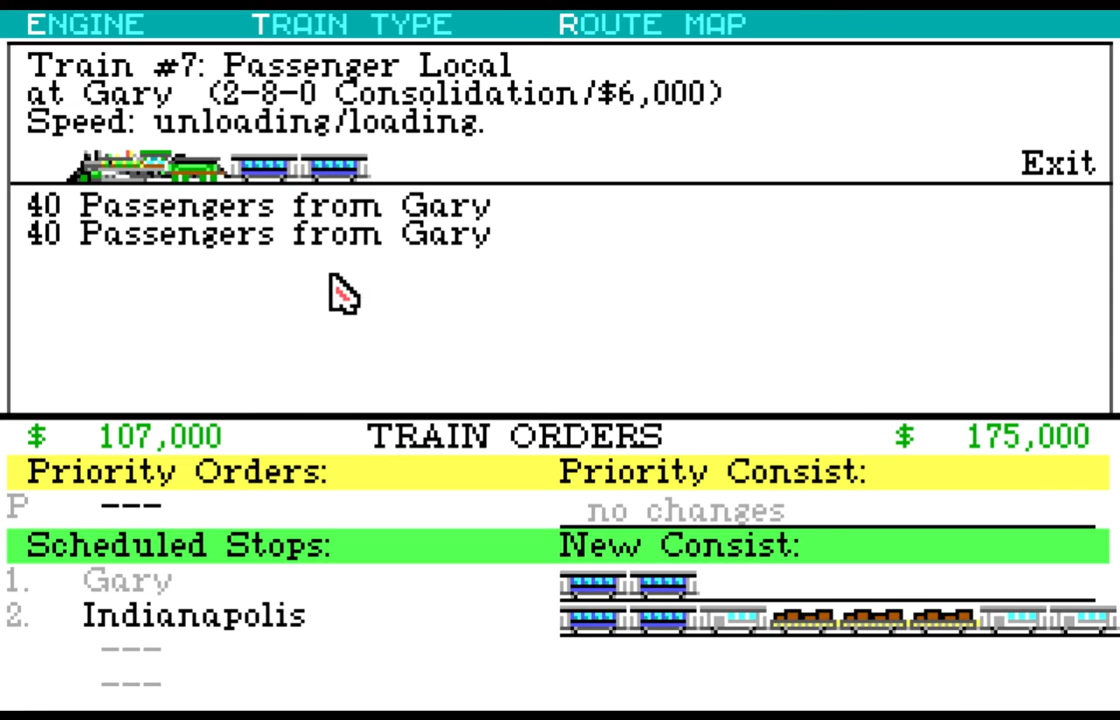 ENGINE TRAIN TYPE ROUTE MAP
Train #7: Passenger Local
at Gary (2-8-0 Consolidation/$6,000)
Speed: unloading/loading.
Exit
40 Passengers from Gary
40 Passengers from Gary
$ 107,000 TRAIN ORDERS $ 175,000
Priority Orders: Priority Consist:
P --- no changes
Scheduled Stops: New Consist:
1. Gary
2. Indianapolis
---
---